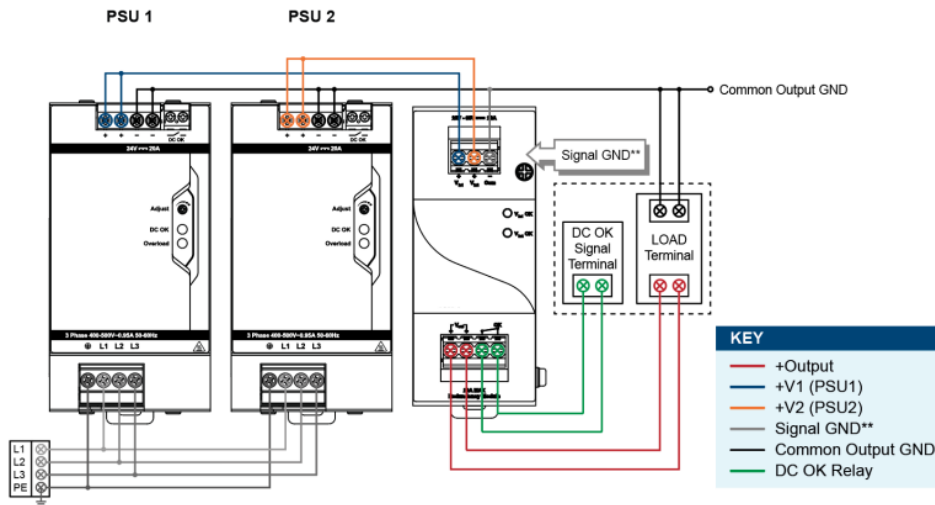 PSU 1
PSU 2
Common Output GND
+ + − −
DC OK
24V ⎓ 20A
Adjust
DC OK
Overload
3 Phase 400-500V~0.95A 50-60Hz
L1 L2 L3
+ + − −
DC OK
24V ⎓ 20A
Adjust
DC OK
Overload
3 Phase 400-500V~0.95A 50-60Hz
L1 L2 L3
Signal GND**
DC OK
Signal
Terminal
LOAD
Terminal
L1
L2
L3
PE
KEY
+Output
+V1 (PSU1)
+V2 (PSU2)
Signal GND**
Common Output GND
DC OK Relay